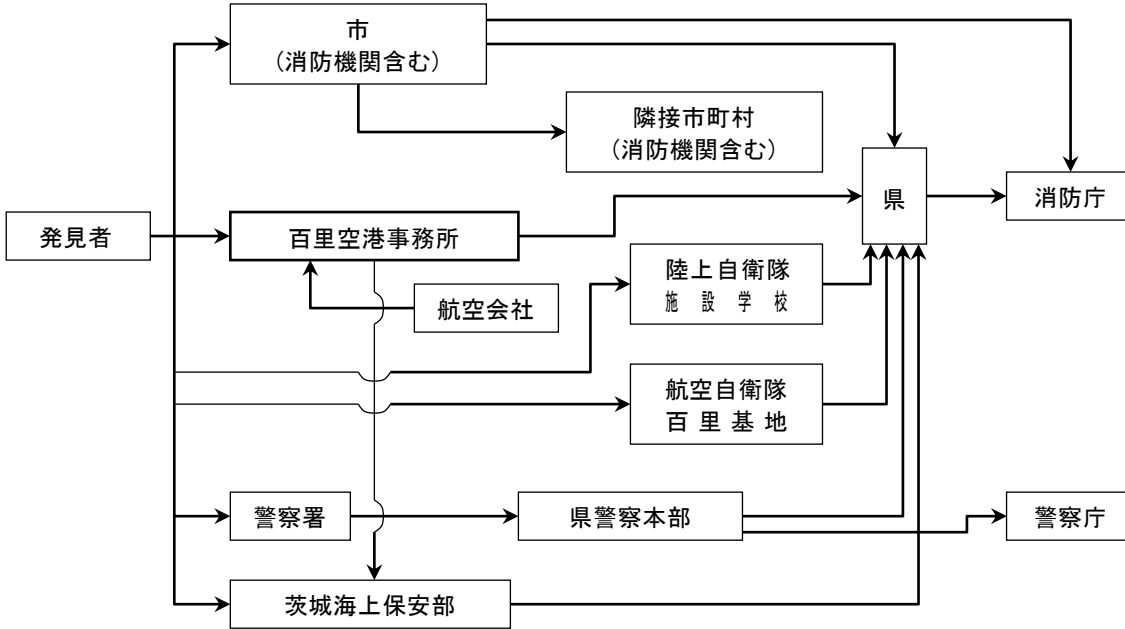 市
（消防機関含む）
隣接市町村
（消防機関含む）
県
消防庁
発見者
百里空港事務所
陸上自衛隊
施設学校
航空会社
航空自衛隊
百里基地
警察署
県警察本部
警察庁
茨城海上保安部